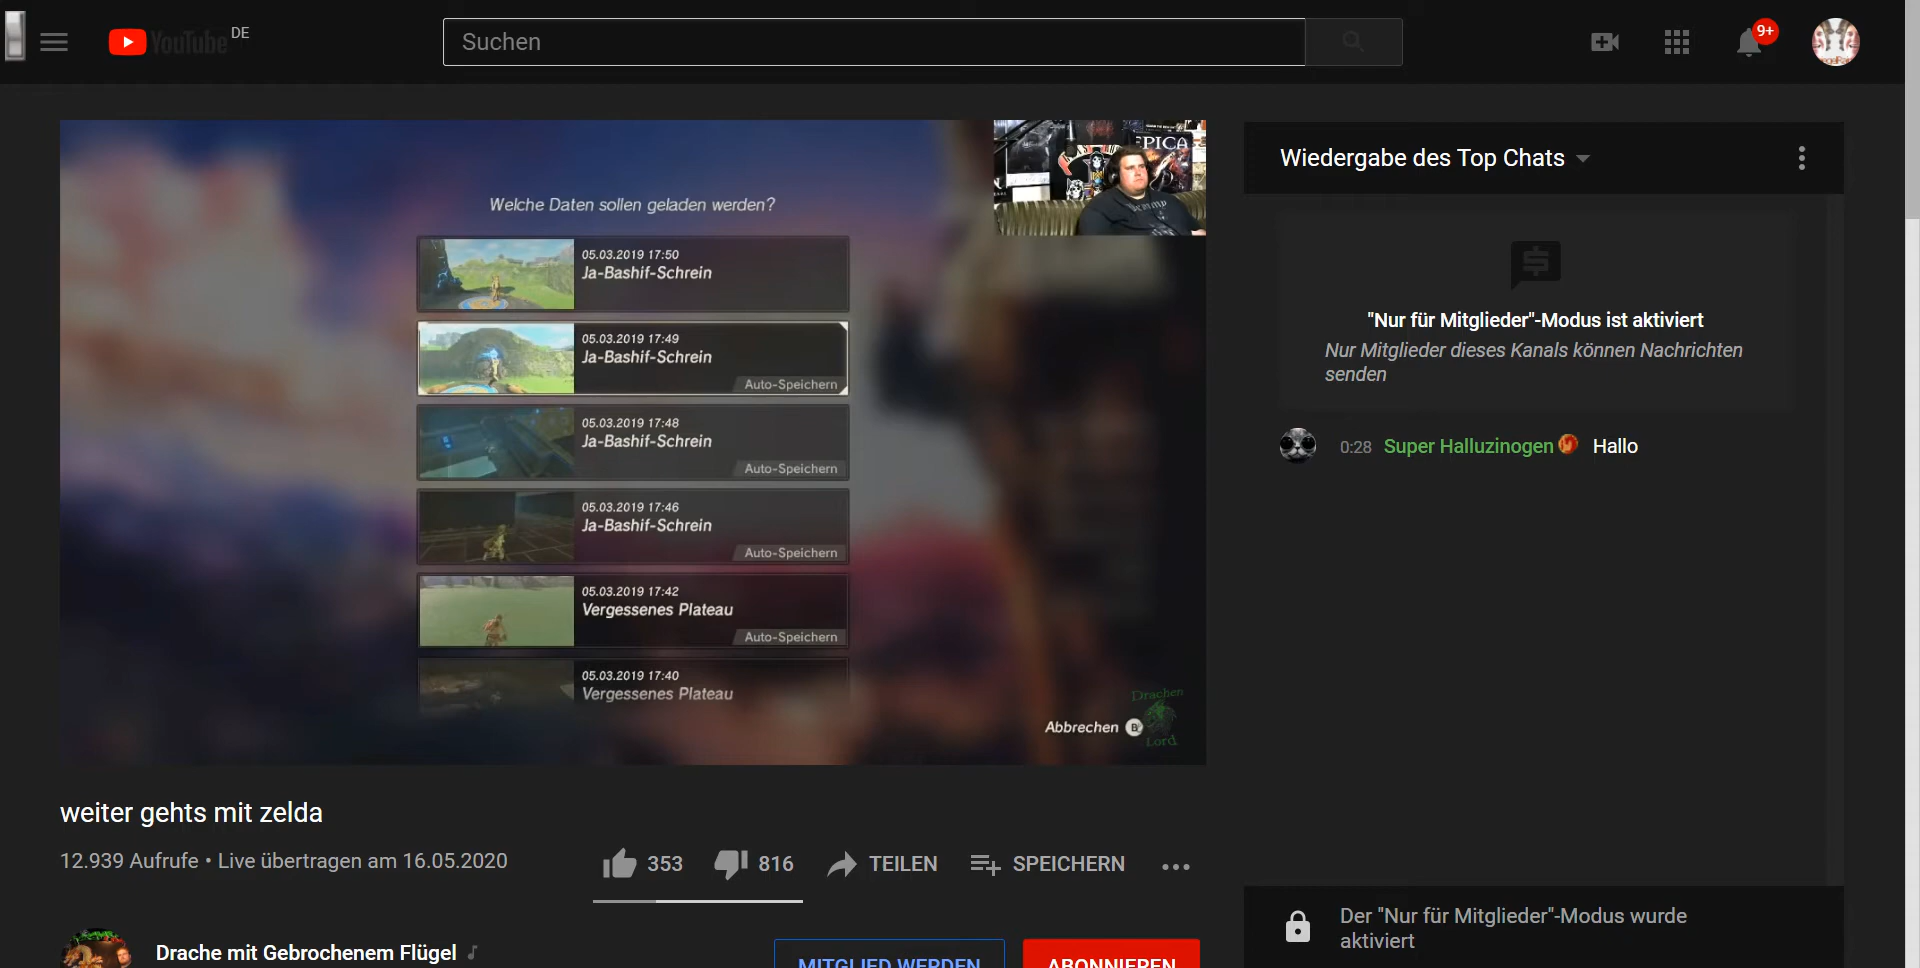 YouTube DE
Suchen
9+
EPICA
Welche Daten sollen geladen werden?
05.03.2019 17:50
Ja-Bashif-Schrein
05.03.2019 17:49
Ja-Bashif-Schrein
Auto-Speichern
05.03.2019 17:48
Ja-Bashif-Schrein
Auto-Speichern
05.03.2019 17:46
Ja-Bashif-Schrein
Auto-Speichern
05.03.2019 17:42
Vergessenes Plateau
Auto-Speichern
05.03.2019 17:40
Vergessenes Plateau
Drachen
Lord
Abbrechen B
Wiedergabe des Top Chats
"Nur für Mitglieder"-Modus ist aktiviert
Nur Mitglieder dieses Kanals können Nachrichten
senden
0:28 Super Halluzinogen Hallo
Der "Nur für Mitglieder"-Modus wurde
aktiviert
weiter gehts mit zelda
12.939 Aufrufe • Live übertragen am 16.05.2020
353 816 TEILEN SPEICHERN
Drache mit Gebrochenem Flügel
MITGLIED WERDEN ABONNIEREN